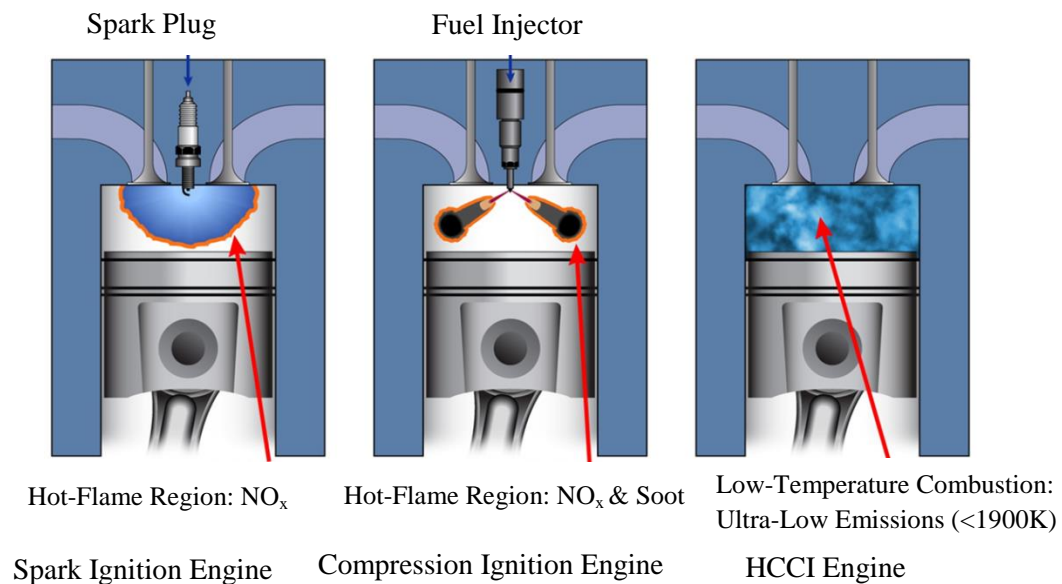 Spark Plug
Fuel Injector
Hot-Flame Region: NOₓ
Hot-Flame Region: NOₓ & Soot
Low-Temperature Combustion:
Ultra-Low Emissions (<1900K)
Spark Ignition Engine
Compression Ignition Engine
HCCI Engine